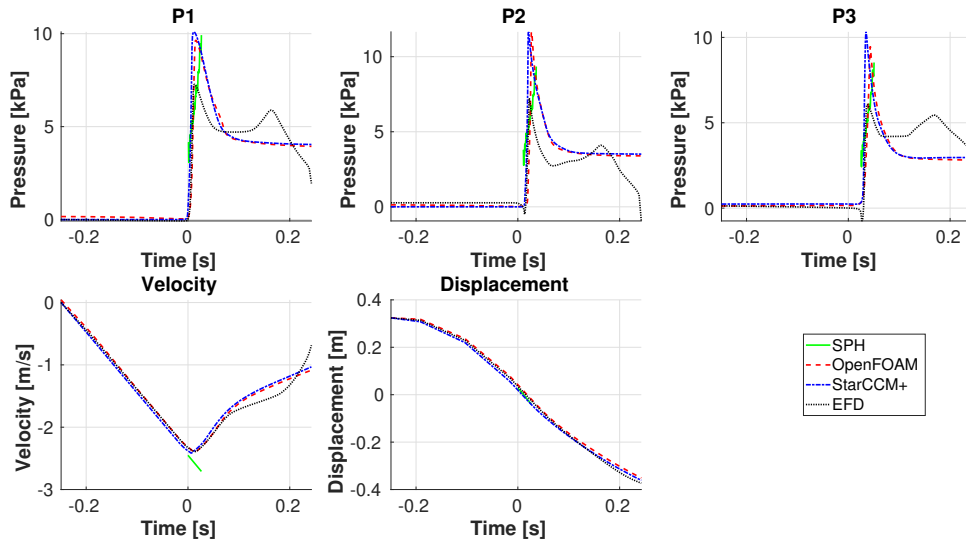 P1
Pressure [kPa]
10
5
0
-0.2
0
0.2
Time [s]
P2
Pressure [kPa]
10
5
0
-0.2
0
0.2
Time [s]
P3
Pressure [kPa]
10
5
0
-0.2
0
0.2
Time [s]
Velocity
Velocity [m/s]
0
-1
-2
-3
-0.2
0
0.2
Time [s]
Displacement
Displacement [m]
0.4
0.2
0
-0.2
-0.4
-0.2
0
0.2
Time [s]
SPH
OpenFOAM
StarCCM+
EFD